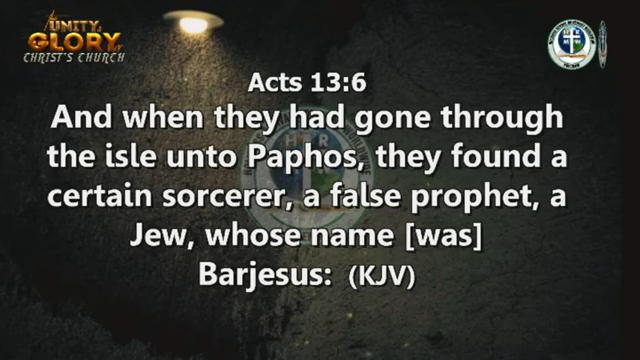 UNITY,
GLORY,
CHRIST'S CHURCH
Acts 13:6
And when they had gone through
the isle unto Paphos, they found a
certain sorcerer, a false prophet, a
Jew, whose name [was]
Barjesus: (KJV)